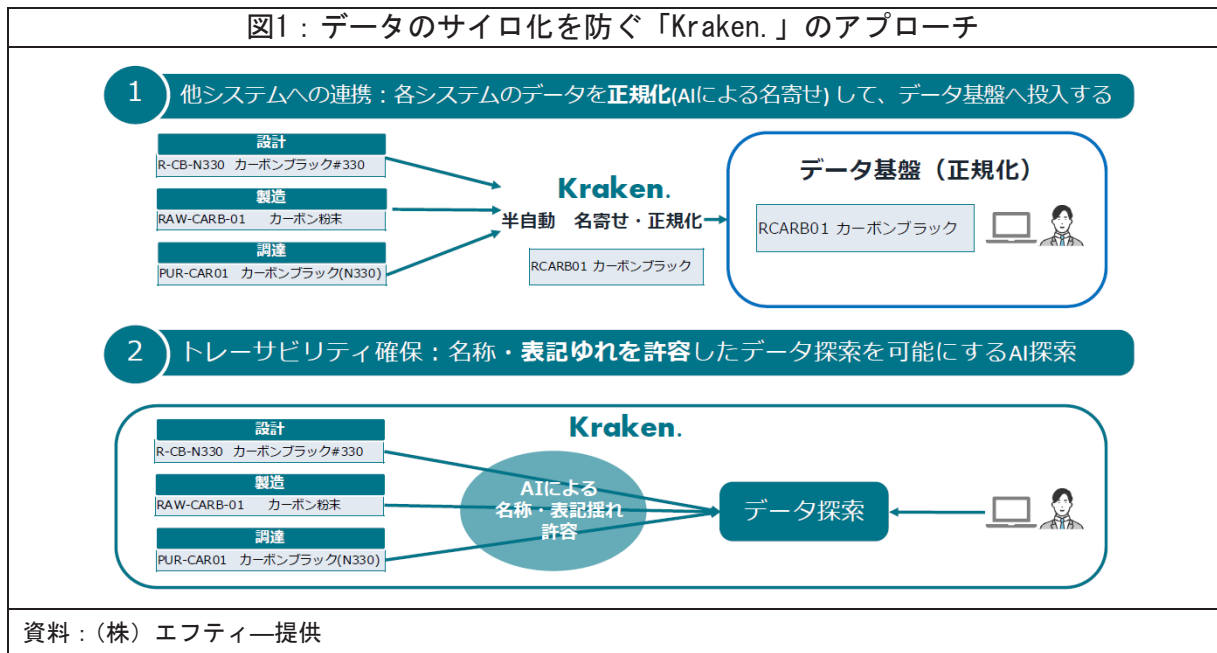 図1:データのサイロ化を防ぐ「Kraken.」のアプローチ
1
他システムへの連携:各システムのデータを正規化(AIによる名寄せ)して、データ基盤へ投入する
設計
R-CB-N330 カーボンブラック#330
製造
RAW-CARB-01 カーボン粉末
調達
PUR-CAR01 カーボンブラック(N330)
Kraken.
半自動 名寄せ・正規化
RCARB01 カーボンブラック
データ基盤(正規化)
RCARB01 カーボンブラック
2
トレーサビリティ確保:名称・表記ゆれを許容したデータ探索を可能にするAI探索
Kraken.
設計
R-CB-N330 カーボンブラック#330
製造
RAW-CARB-01 カーボン粉末
調達
PUR-CAR01 カーボンブラック(N330)
AIによる
名称・表記揺れ
許容
データ探索
資料:(株)エフティ―提供